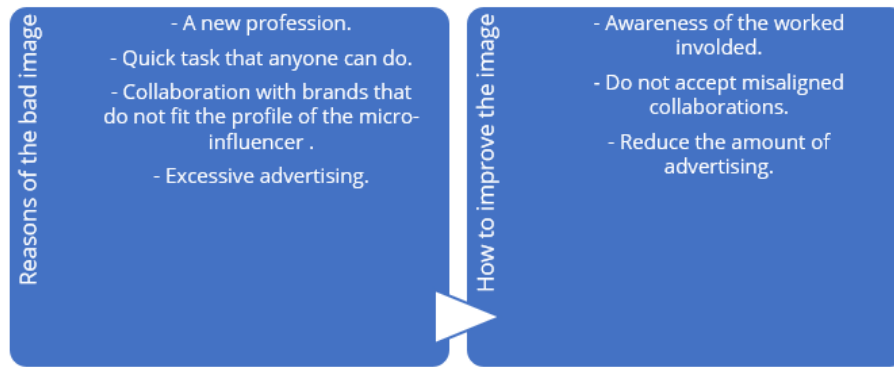 Reasons of the bad image
- A new profession.
- Quick task that anyone can do.
- Collaboration with brands that
do not fit the profile of the micro-
influencer .
- Excessive advertising.
How to improve the image
- Awareness of the worked
involded.
- Do not accept misaligned
collaborations.
- Reduce the amount of
advertising.